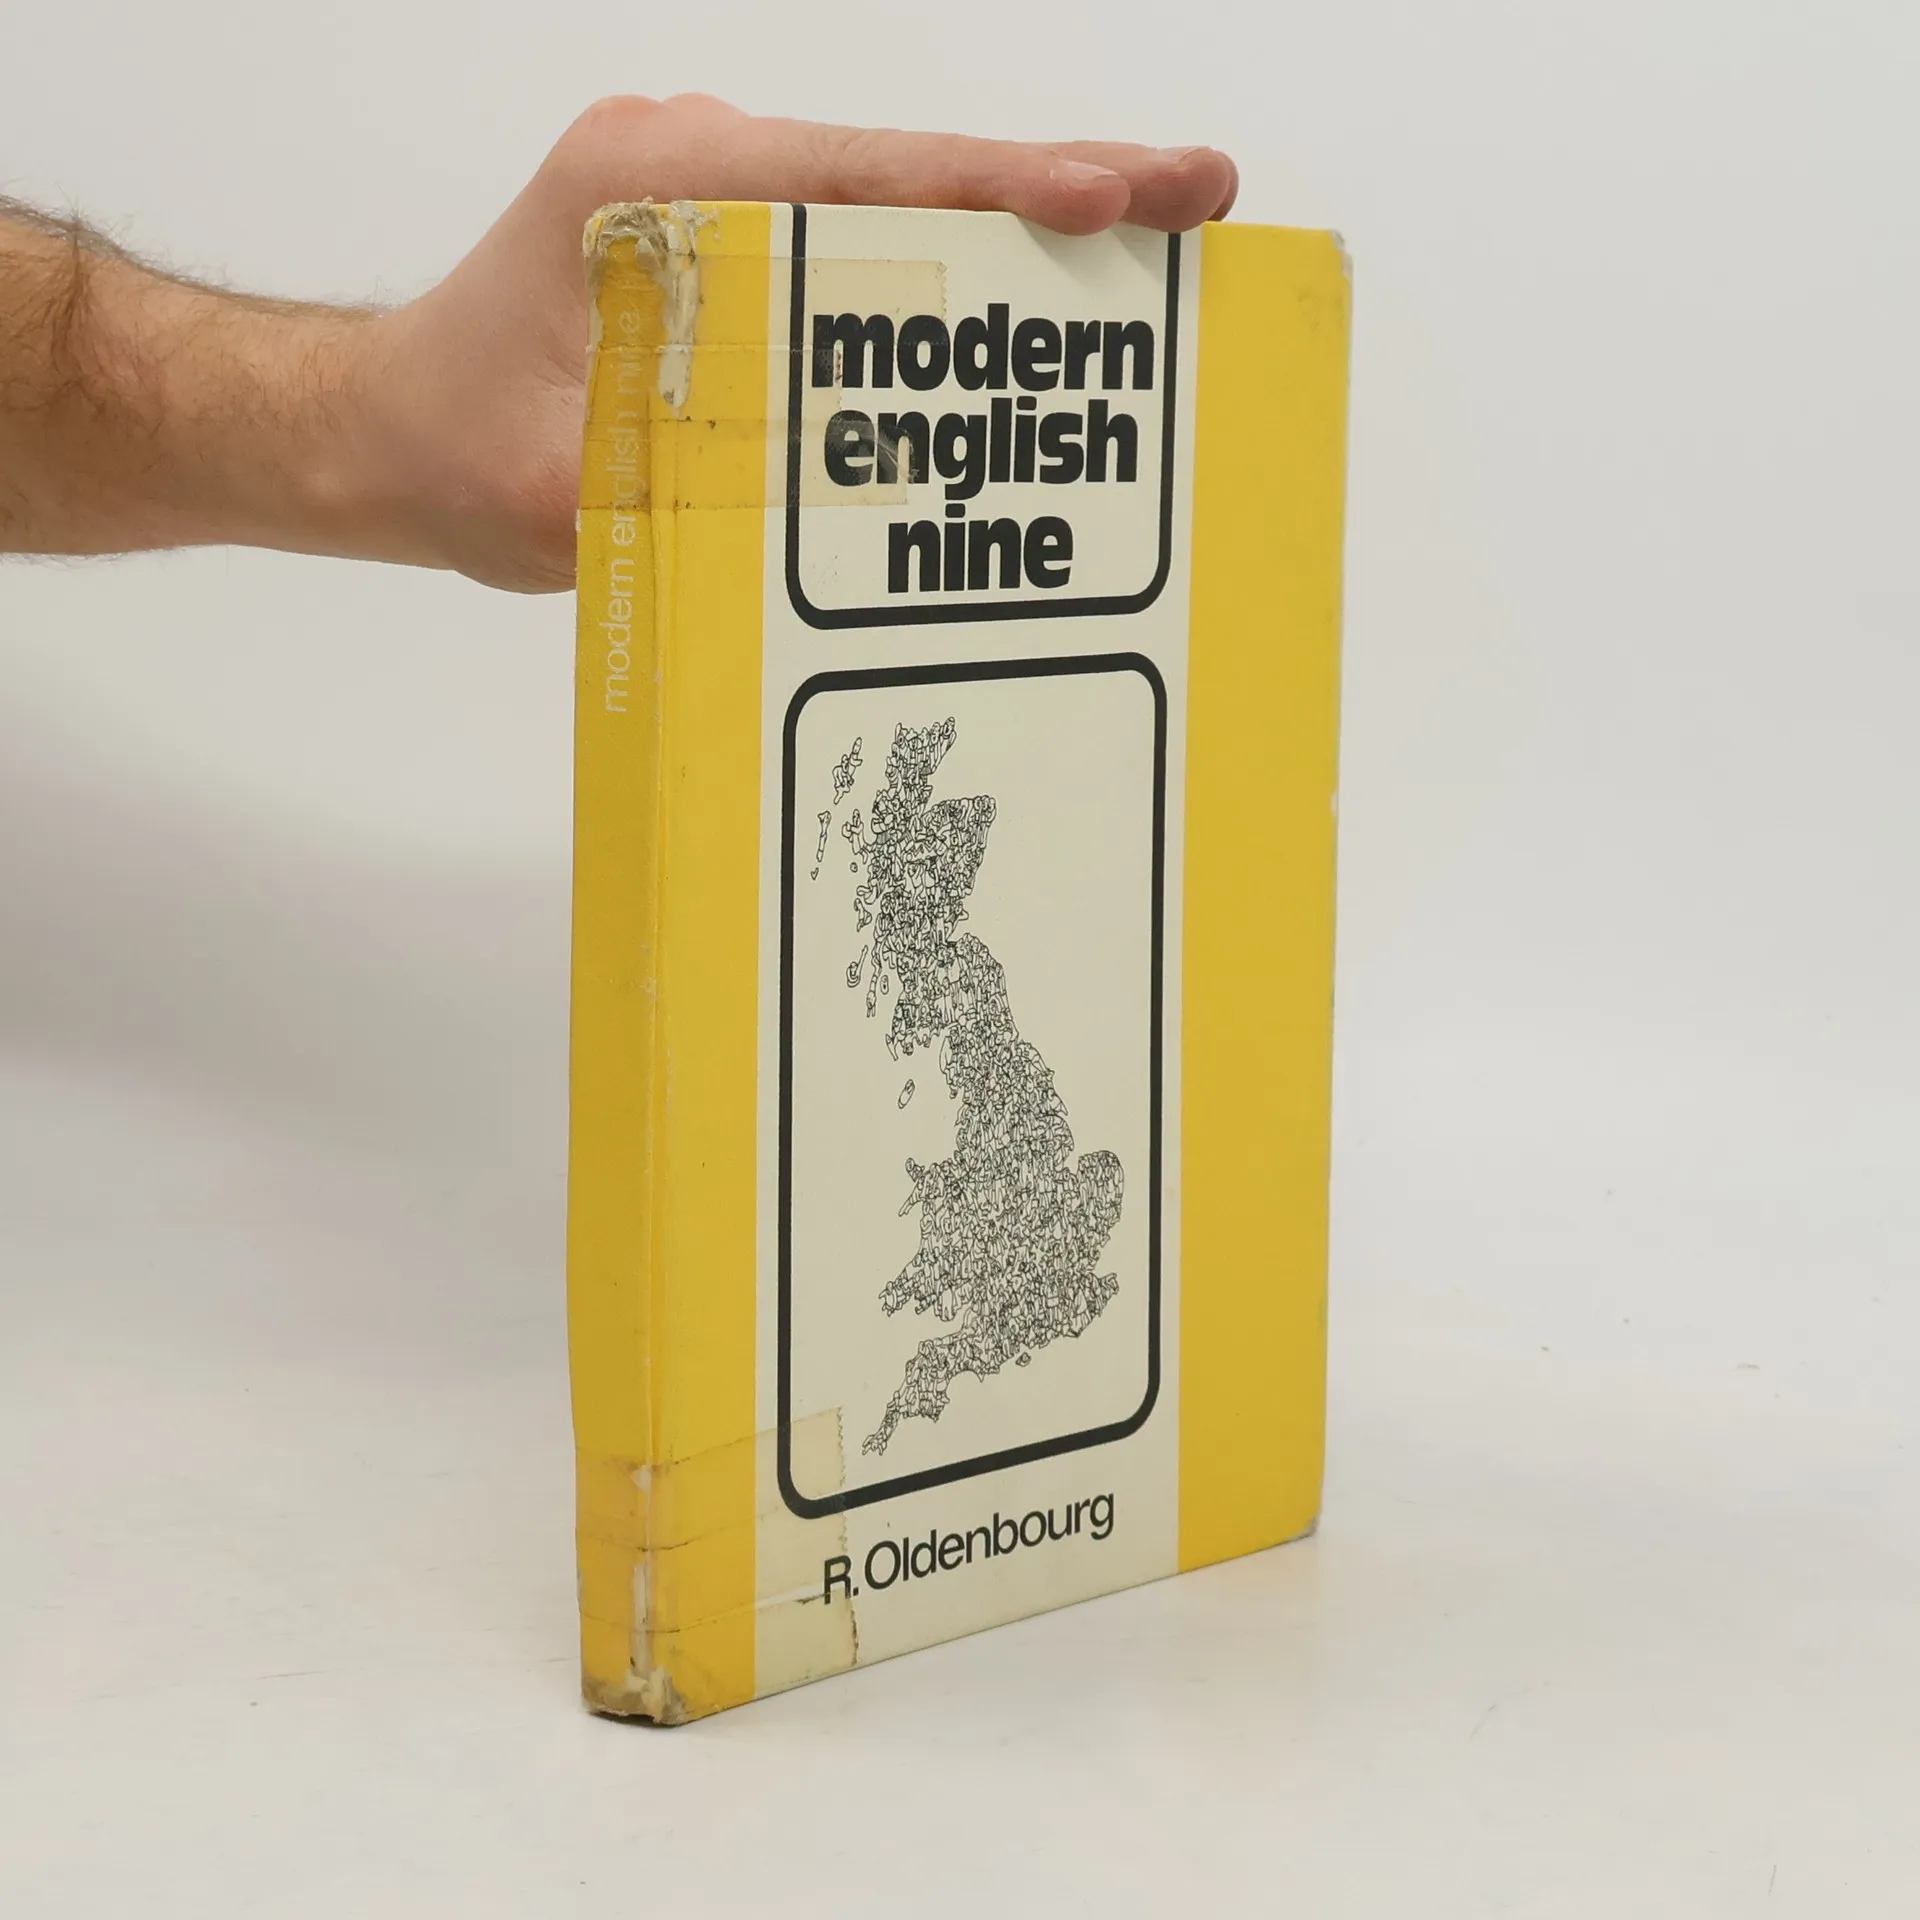 modern
english
nine
R.Oldenbourg
modern english nine